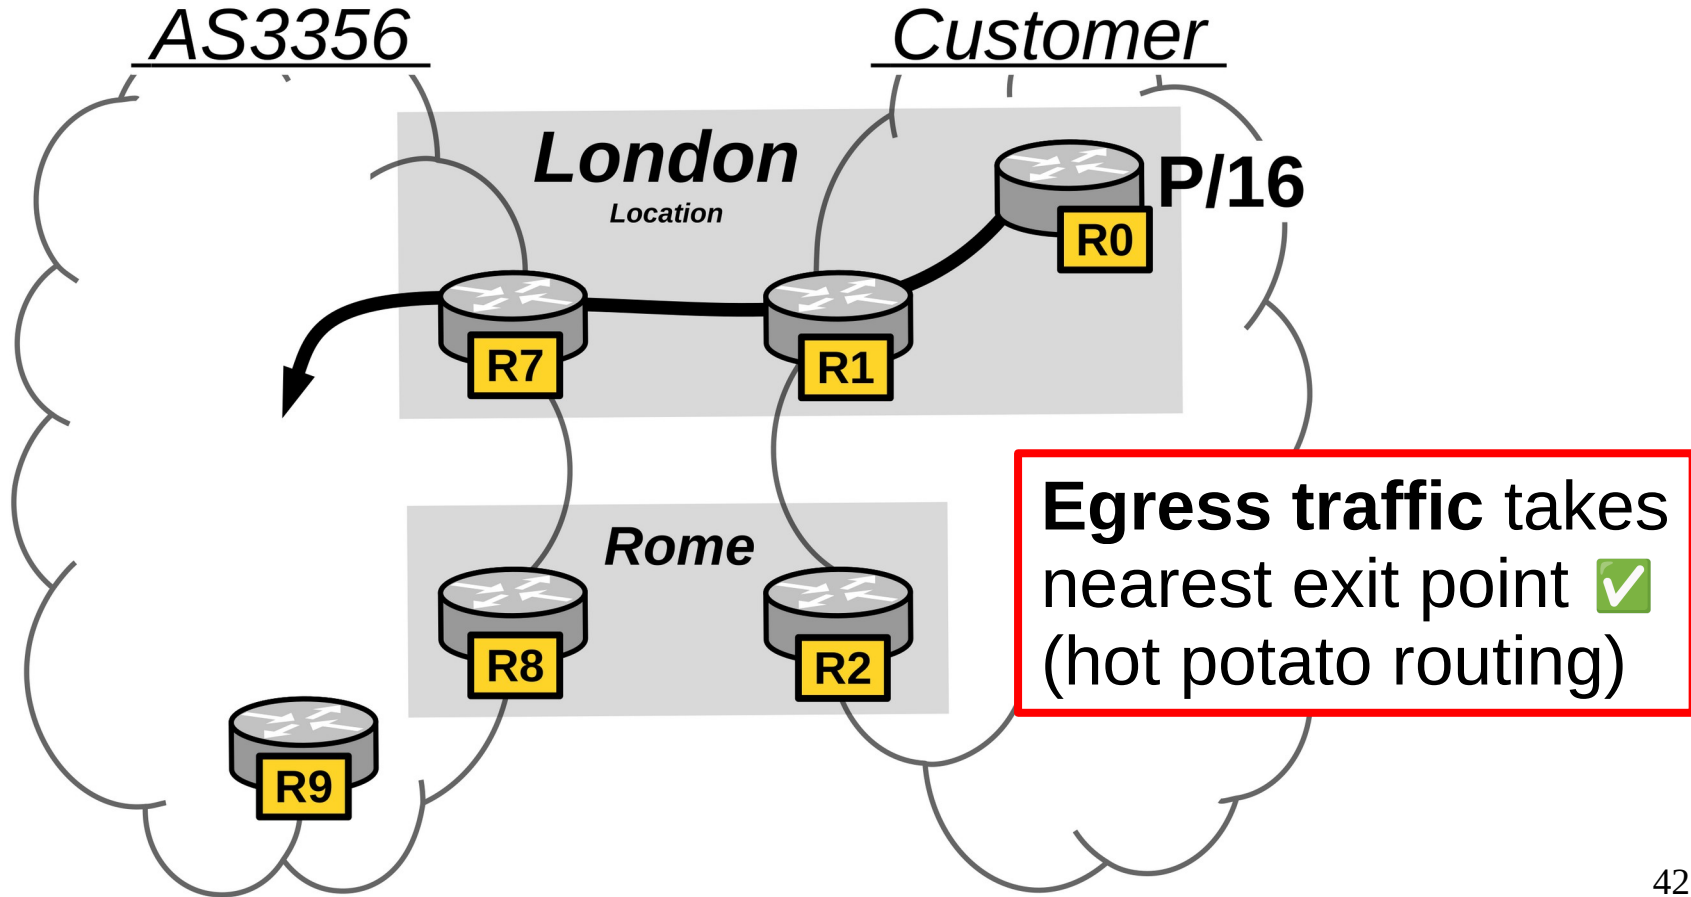 AS3356
Customer
London
Location
P/16
R0
R7
R1
Egress traffic takes
nearest exit point ✅
(hot potato routing)
Rome
R8
R2
R9
42